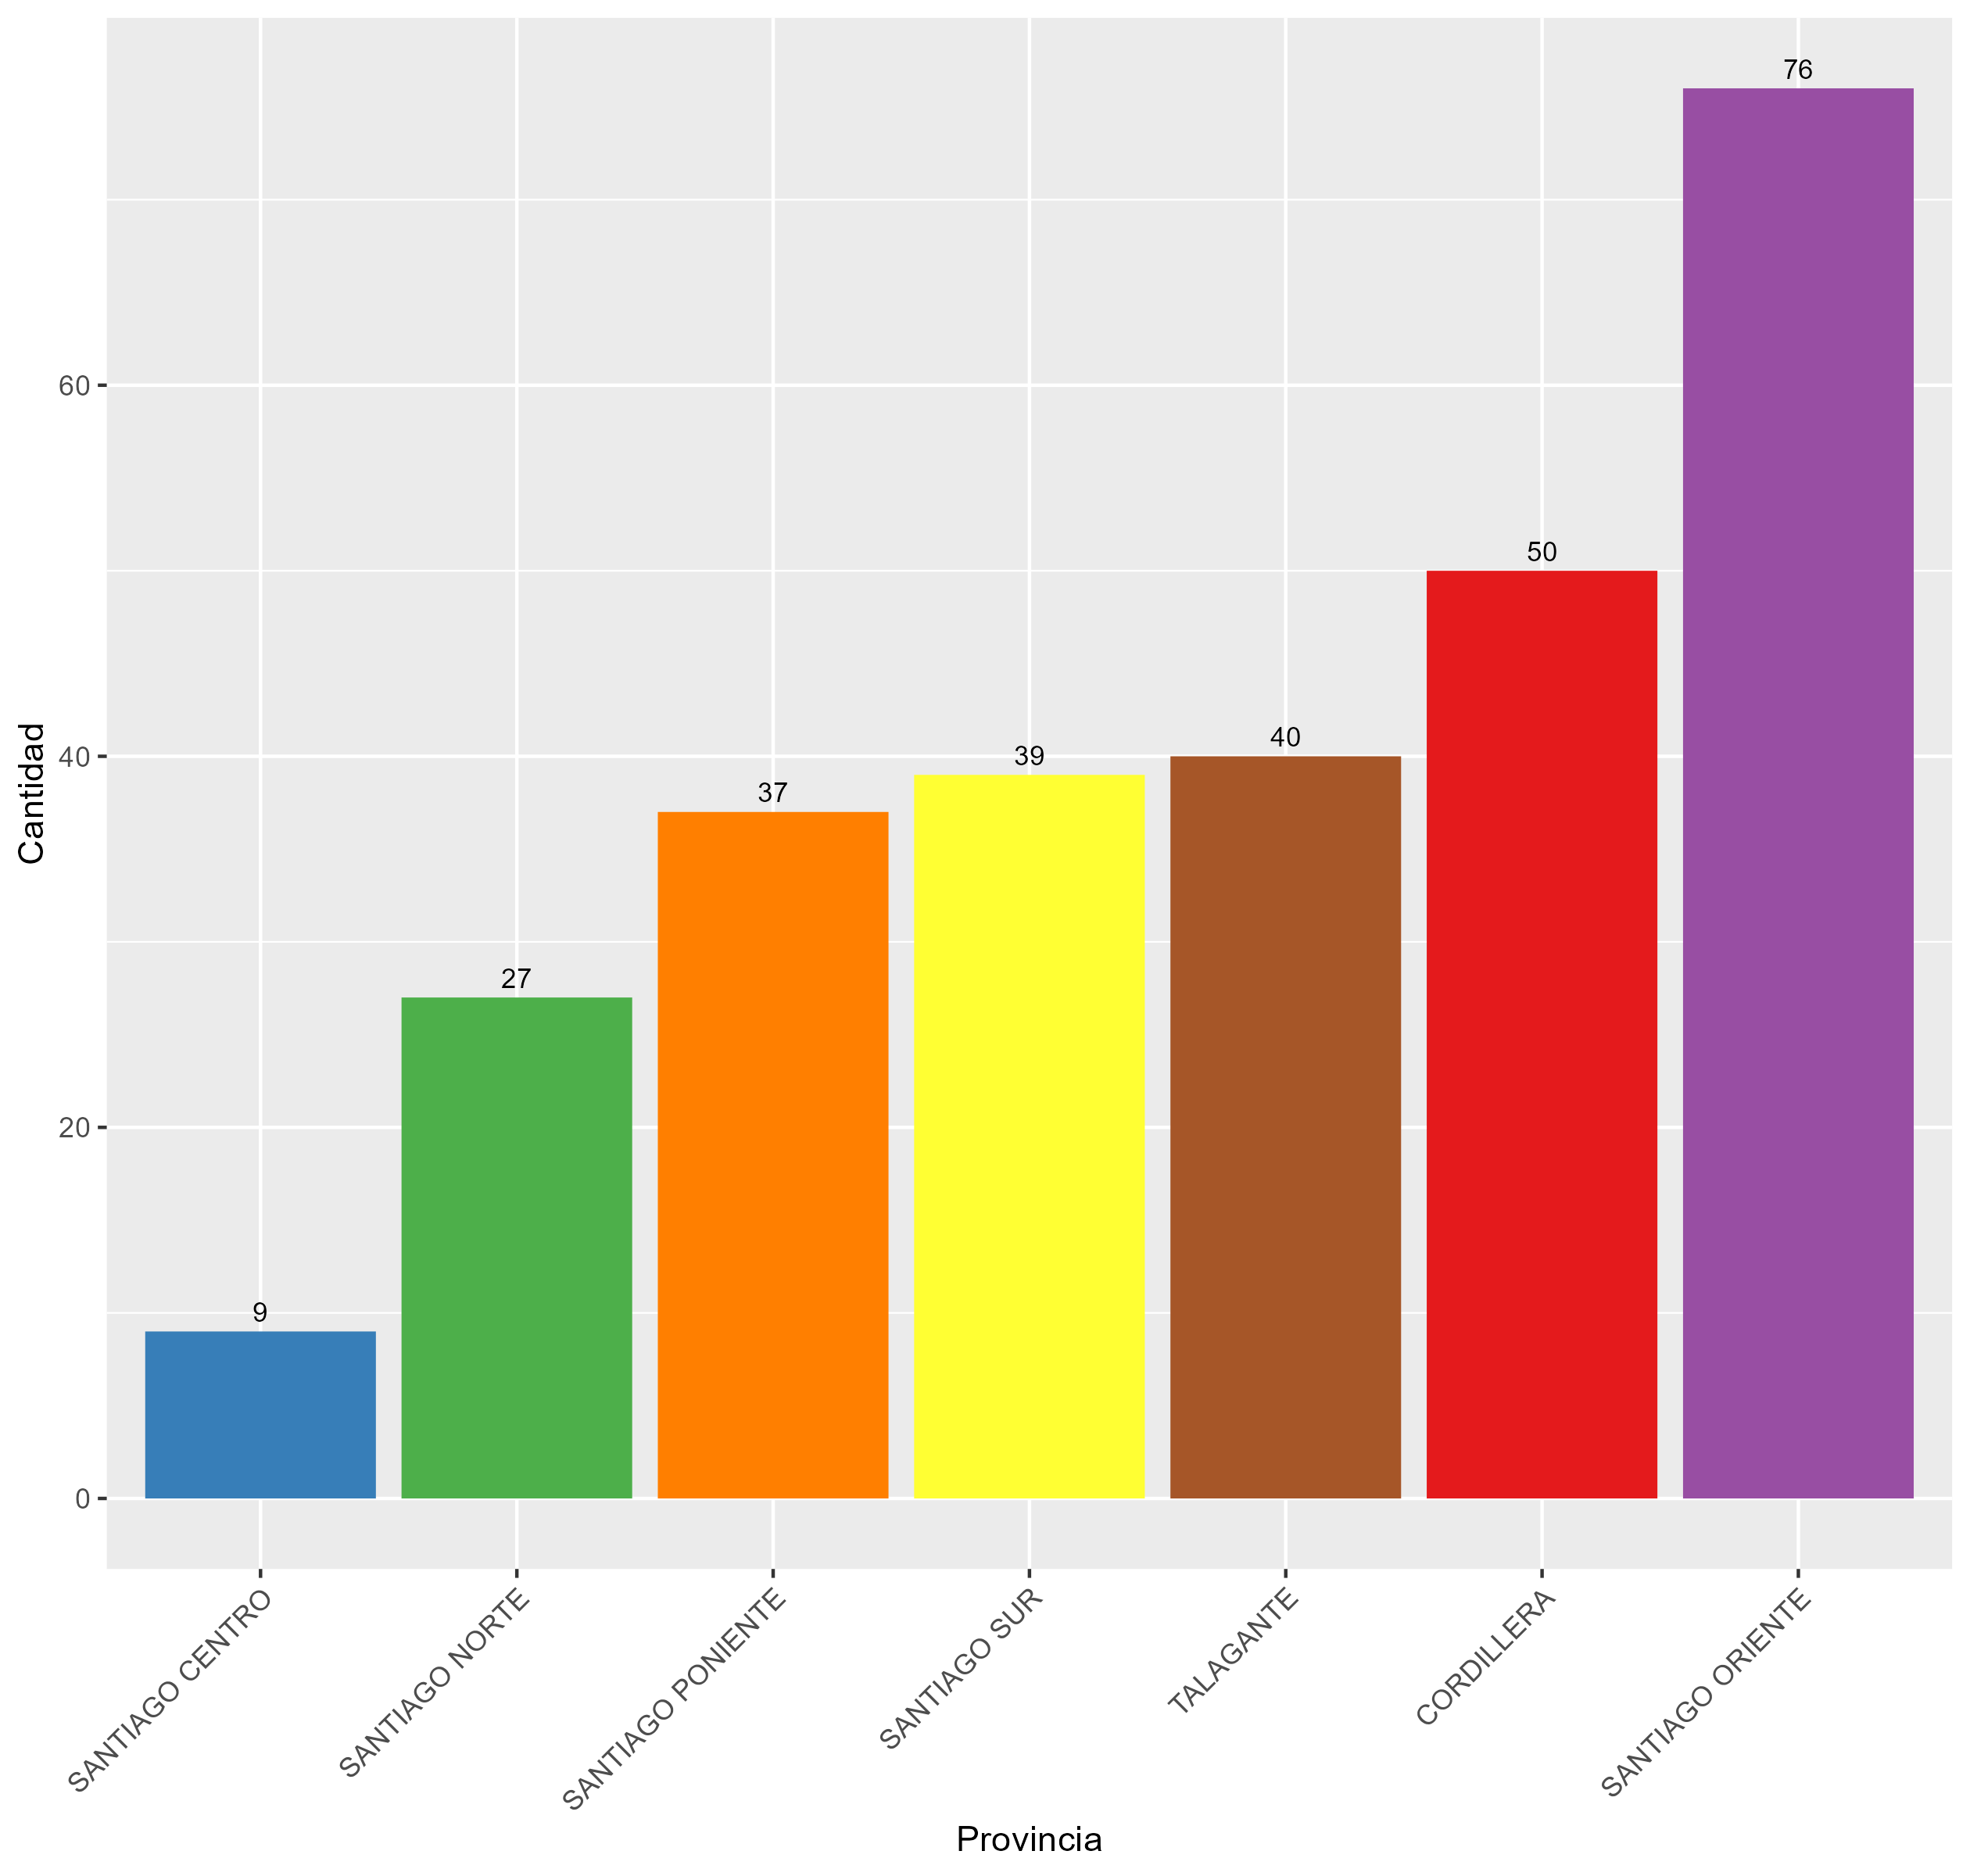 76
60
50
40
40
39
37
27
20
9
0
Cantidad
SANTIAGO CENTRO
SANTIAGO NORTE
SANTIAGO PONIENTE
SANTIAGO SUR
TALAGANTE
CORDILLERA
SANTIAGO ORIENTE
Provincia